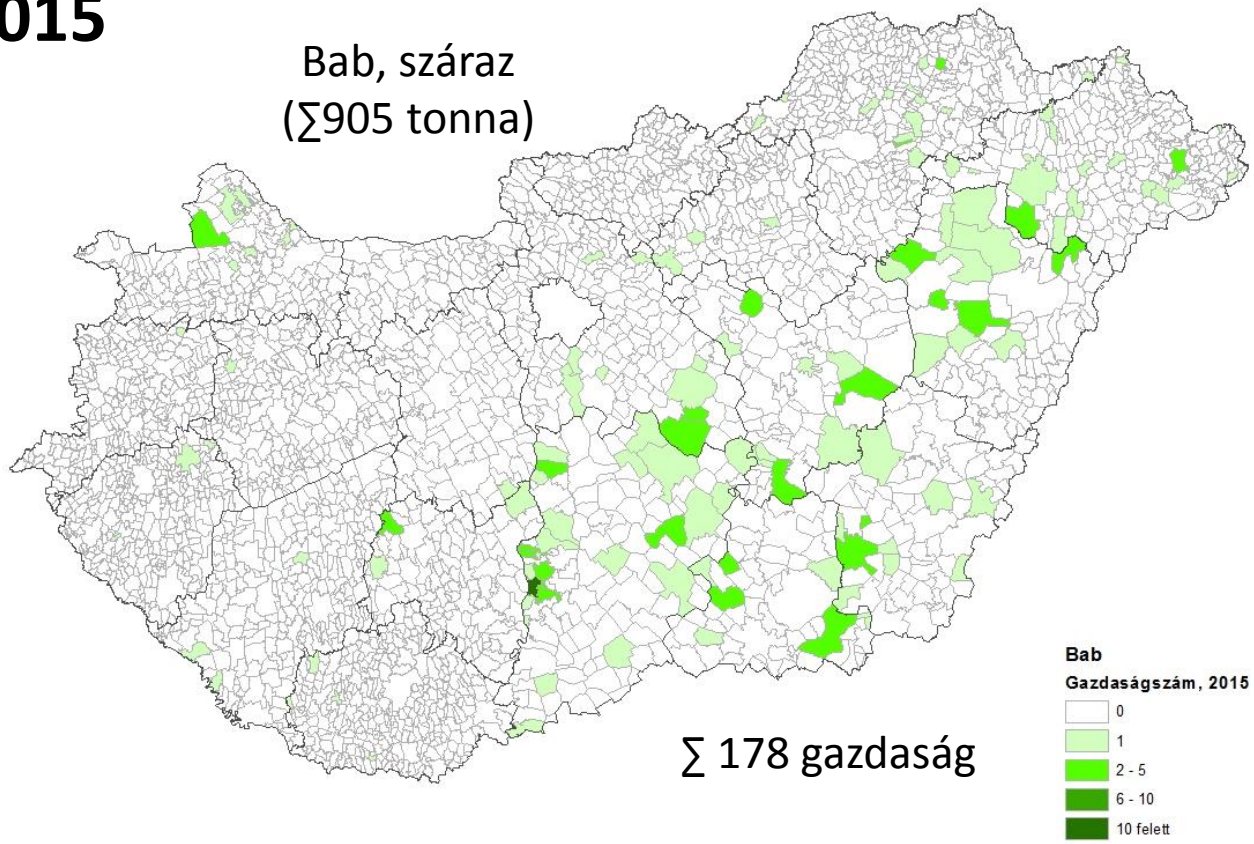 015
Bab, száraz
(∑905 tonna)
∑ 178 gazdaság
Bab
Gazdaságszám, 2015
0
1
2 - 5
6 - 10
10 felett